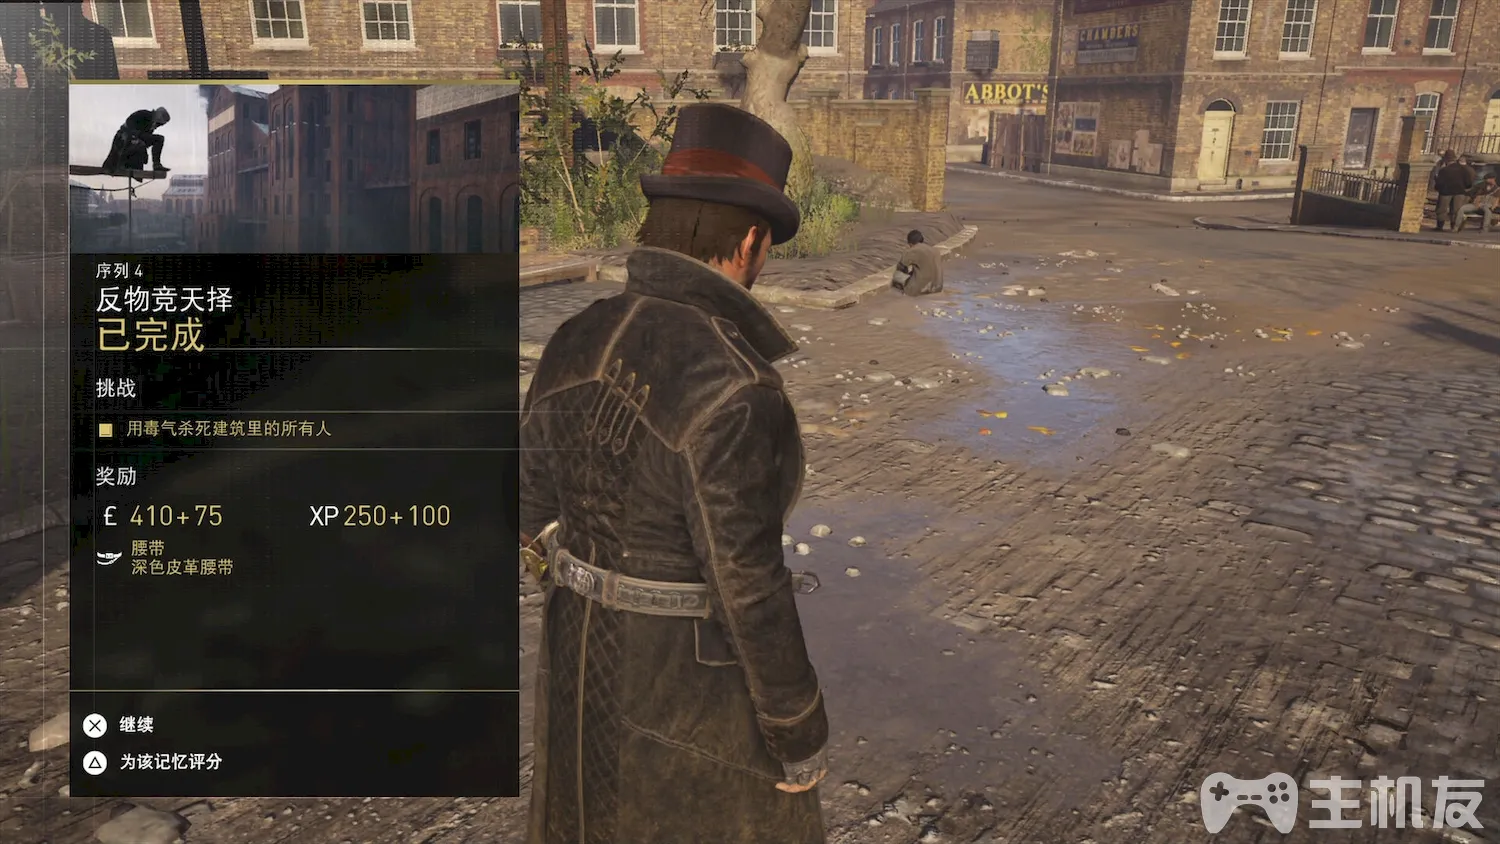 序列 4
反物竞天择
已完成
挑战
用毒气杀死建筑里的所有人
奖励
£ 410+75
XP 250+100
腰带
深色皮革腰带
继续
为该记忆评分
CHAMBERS
ABBOT'S
主机友